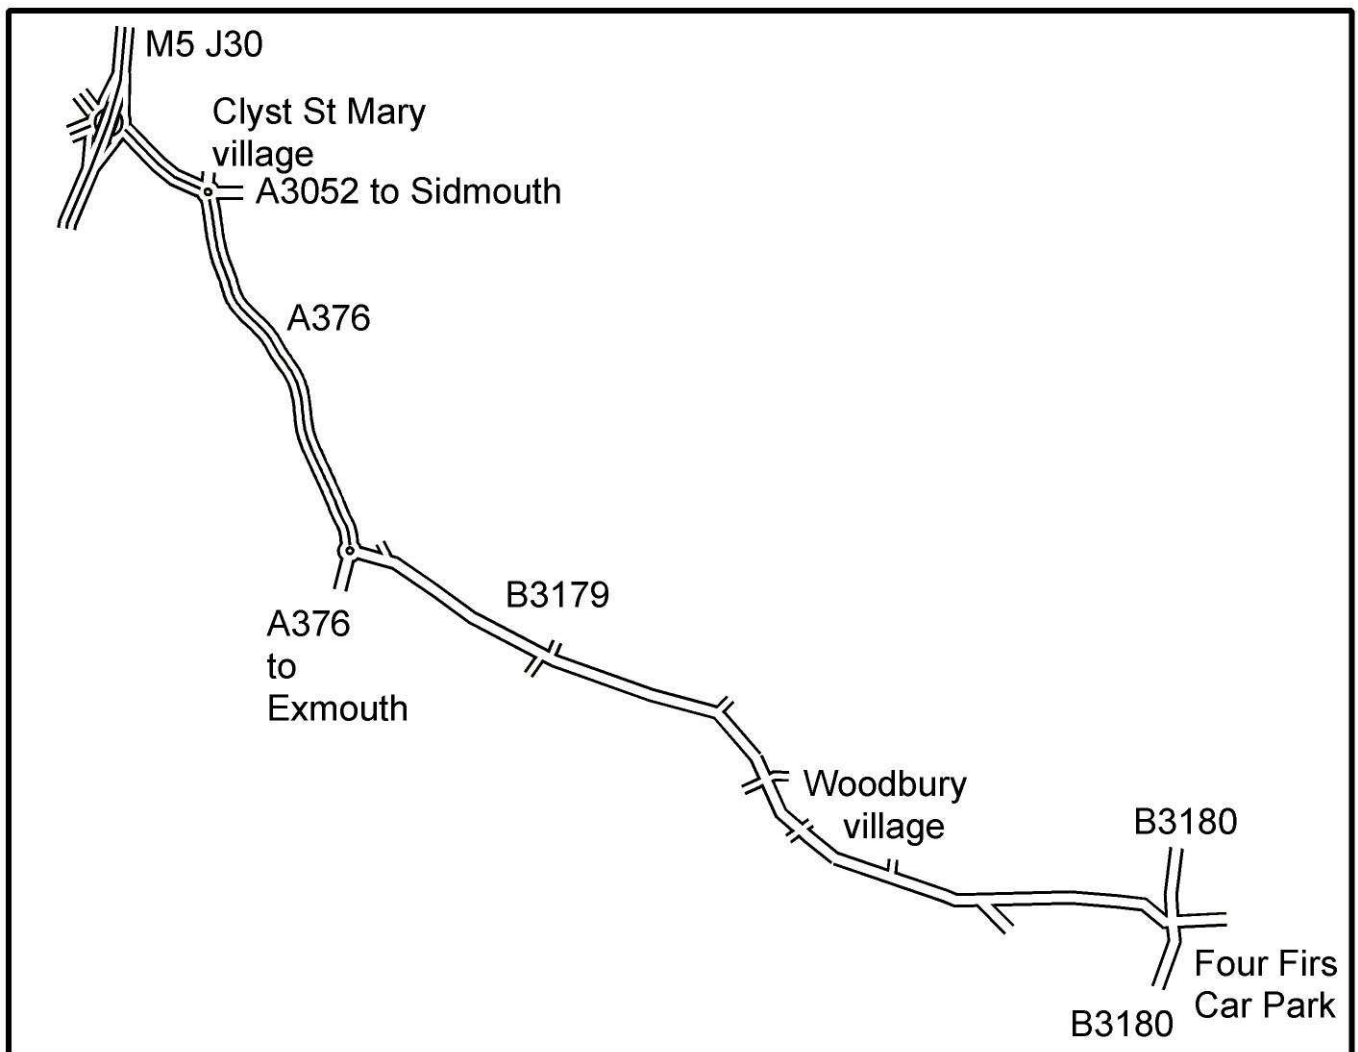 M5 J30
Clyst St Mary
village
A3052 to Sidmouth
A376
B3179
A376
to
Exmouth
Woodbury
village
B3180
Four Firs
Car Park
B3180